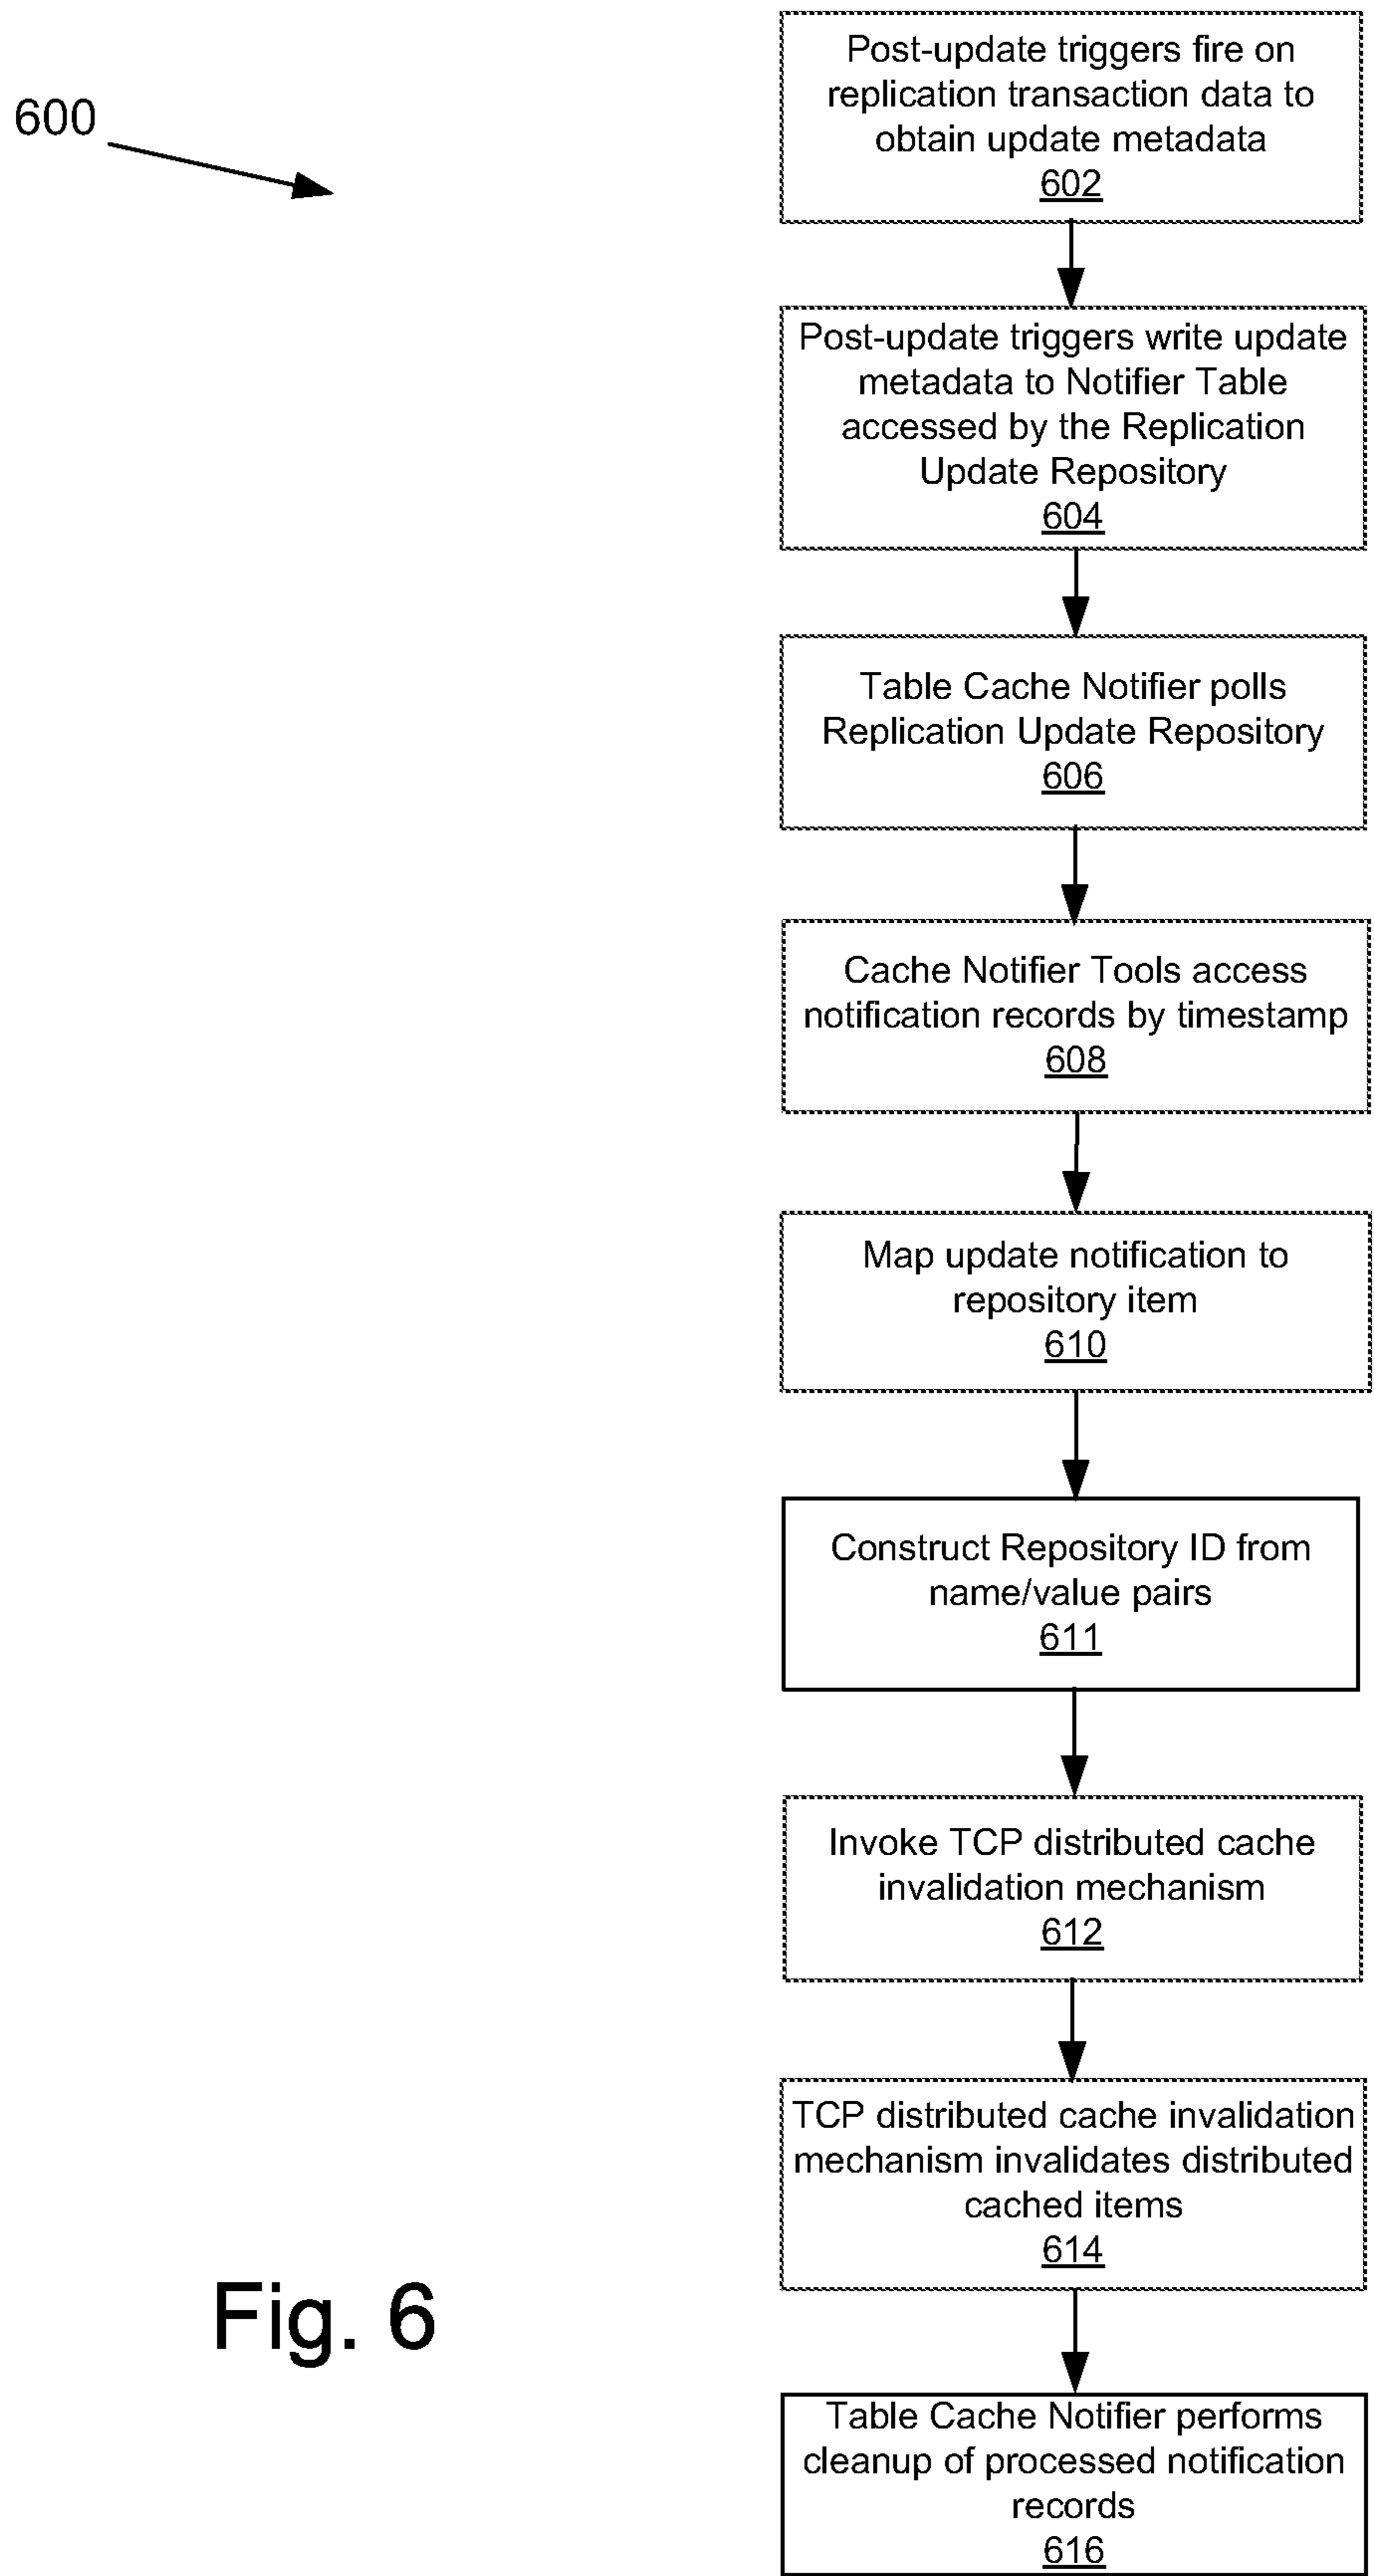 600
Post-update triggers fire on
replication transaction data to
obtain update metadata
602
Post-update triggers write update
metadata to Notifier Table
accessed by the Replication
Update Repository
604
Table Cache Notifier polls
Replication Update Repository
606
Cache Notifier Tools access
notification records by timestamp
608
Map update notification to
repository item
610
Construct Repository ID from
name/value pairs
611
Invoke TCP distributed cache
invalidation mechanism
612
TCP distributed cache invalidation
mechanism invalidates distributed
cached items
614
Table Cache Notifier performs
cleanup of processed notification
records
616
Fig. 6